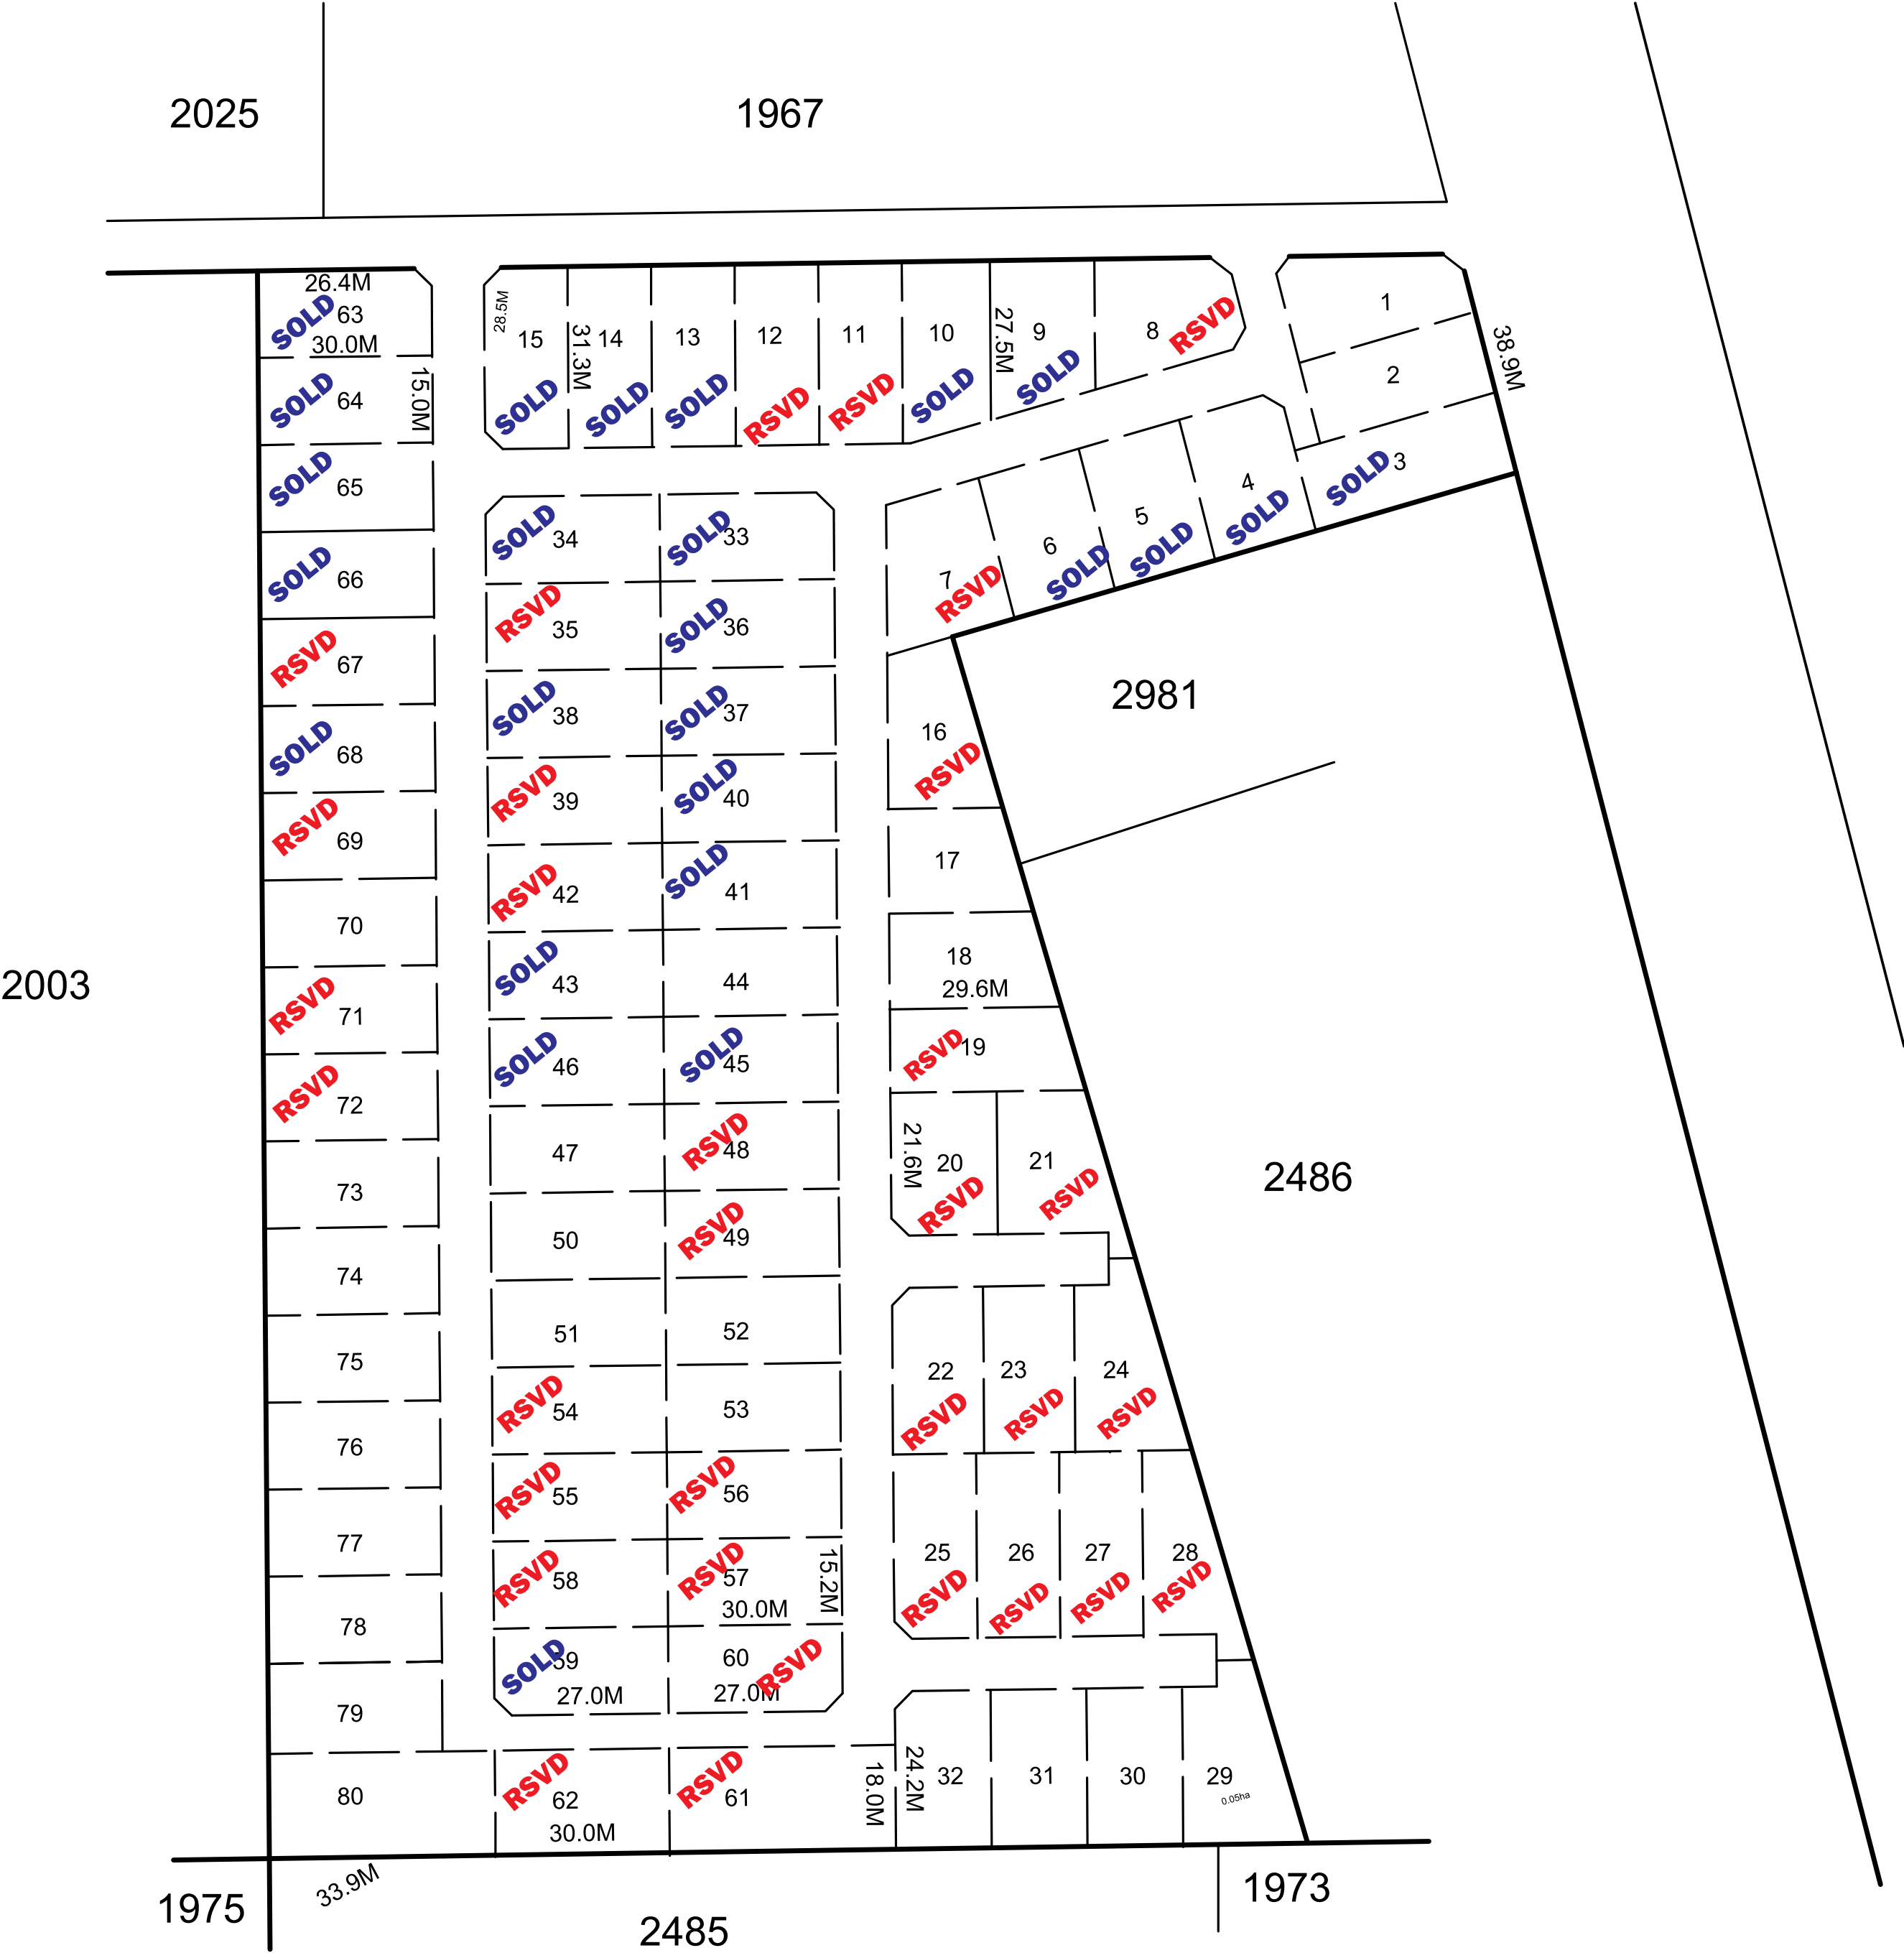 2025
1967
26.4M
SOLD 63
30.0M
15.0M
SOLD 64
SOLD 65
SOLD 66
RSVD 67
SOLD 68
RSVD 69
70
RSVD 71
RSVD 72
73
74
75
76
77
78
79
80
33.9M
28.5M
15 SOLD
31.3M
14 SOLD
13 SOLD
12 RSVD
11 RSVD
10 SOLD
27.5M
9 SOLD
8 RSVD
1
38.9M
2
3 SOLD
4 SOLD
5 SOLD
6 SOLD
7 RSVD
SOLD 34
SOLD 33
RSVD 35
SOLD 36
SOLD 38
SOLD 37
RSVD 39
SOLD 40
RSVD 42
SOLD 41
SOLD 43
44
SOLD 46
SOLD 45
47
RSVD 48
50
RSVD 49
51
52
RSVD 54
53
RSVD 55
RSVD 56
RSVD 58
RSVD 57
15.2M
30.0M
SOLD 59
60 RSVD
27.0M
27.0M
RSVD 62
RSVD 61
30.0M
18.0M
16
RSVD
17
18
29.6M
RSVD 19
21.6M
20 RSVD
21 RSVD
22 RSVD
23 RSVD
24 RSVD
25 RSVD
26 RSVD
27 RSVD
28 RSVD
24.2M
32
31
30
29
0.05ha
2981
2486
2003
1975
2485
1973